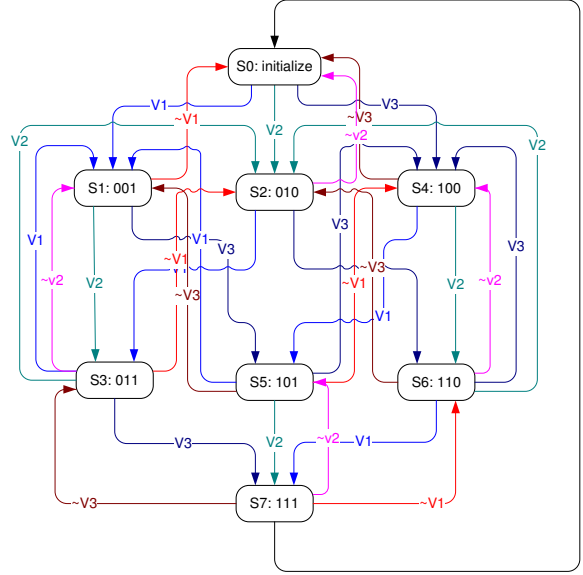 S0: initialize
V1
V3
~V1
~V3
V2
~v2
V2
V2
S1: 001
S2: 010
S4: 100
V1
V1
V3
V3
V3
~V1
~V3
V1
~v2
V2
~V3
~V1
V2
~v2
V1
S3: 011
S5: 101
S6: 110
V3
V2
~v2
V1
S7: 111
~V3
~V1